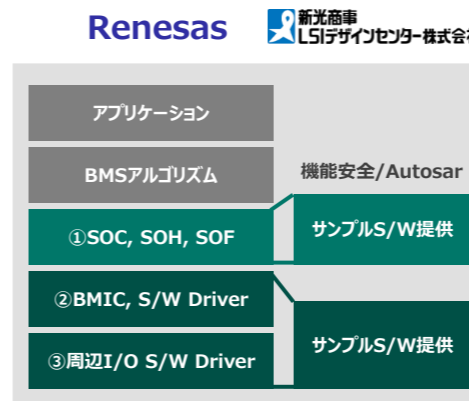 Renesas
新光商事
LSIデザインセンター株式会
アプリケーション
BMSアルゴリズム
機能安全/Autosar
①SOC, SOH, SOF
サンプルS/W提供
②BMIC, S/W Driver
③周辺I/O S/W Driver
サンプルS/W提供